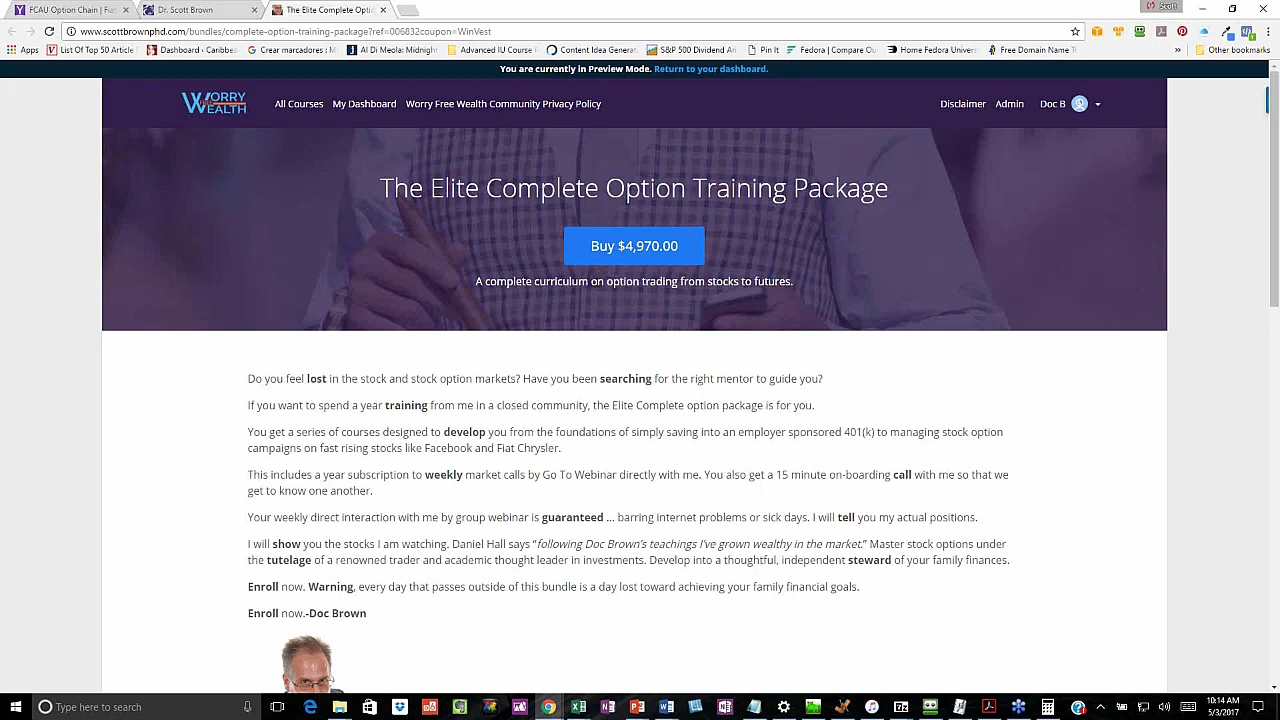 FCAU Option Chain | Fiat
Dr. Scott Brown
The Elite Complete Optio
Scott
www.scottbrownphd.com/bundles/complete-option-training-package?ref=006832coupon=WinVest
Apps
List Of Top 50 Article
Dashboard ‹ Caribbea
Crear marcadores :: M
AI Di Medio Midnight
Advanced IU Course F
Content Idea Generat
S&P 500 Dividend Ar
Pin It
Fedora | Compare Ou
Home Fedora Univers
Free Domain Name T
»
Other bookmarks
You are currently in Preview Mode. Return to your dashboard.
WORRY
FREE
WEALTH
All Courses
My Dashboard
Worry Free Wealth Community Privacy Policy
Disclaimer
Admin
Doc B
The Elite Complete Option Training Package
Buy $4,970.00
A complete curriculum on option trading from stocks to futures.
Do you feel lost in the stock and stock option markets? Have you been searching for the right mentor to guide you?
If you want to spend a year training from me in a closed community, the Elite Complete option package is for you.
You get a series of courses designed to develop you from the foundations of simply saving into an employer sponsored 401(k) to managing stock option
campaigns on fast rising stocks like Facebook and Fiat Chrysler.
This includes a year subscription to weekly market calls by Go To Webinar directly with me. You also get a 15 minute on-boarding call with me so that we
get to know one another.
Your weekly direct interaction with me by group webinar is guaranteed ... barring internet problems or sick days. I will tell you my actual positions.
I will show you the stocks I am watching. Daniel Hall says "following Doc Brown's teachings I've grown wealthy in the market." Master stock options under
the tutelage of a renowned trader and academic thought leader in investments. Develop into a thoughtful, independent steward of your family finances.
Enroll now. Warning, every day that passes outside of this bundle is a day lost toward achieving your family financial goals.
Enroll now.-Doc Brown
Type here to search
10:14 AM
5/3/2017